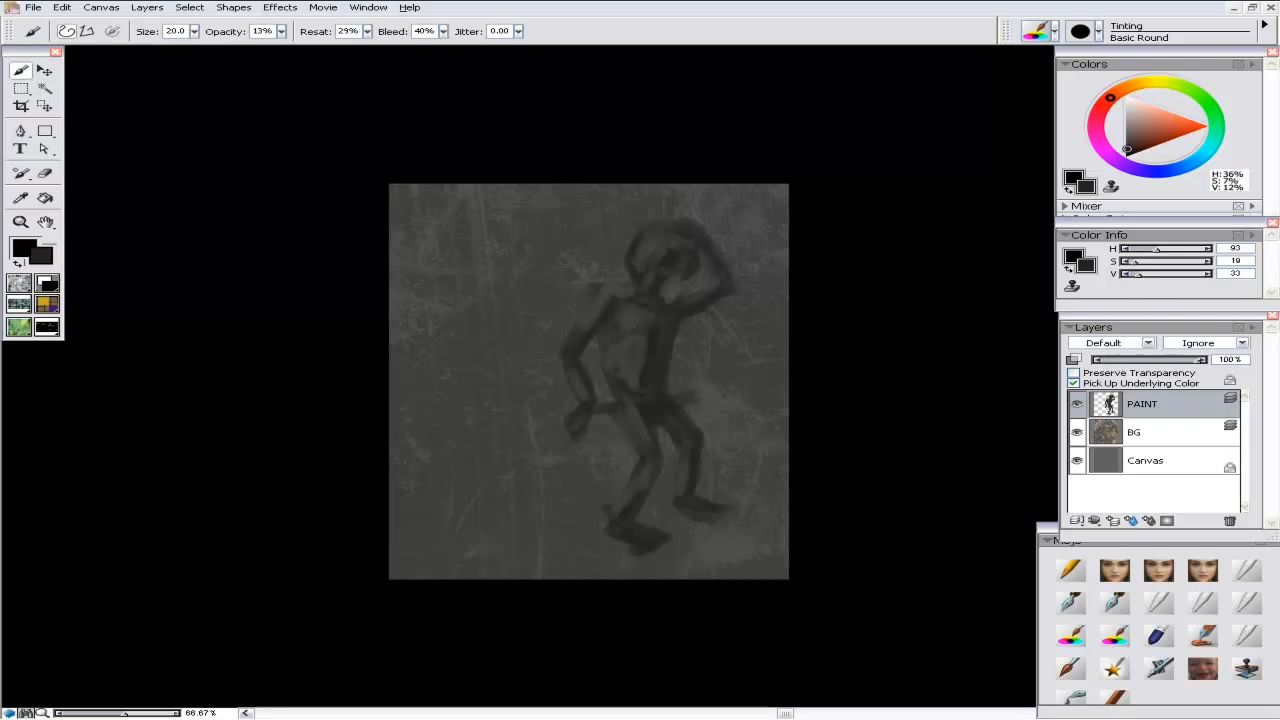 File Edit Canvas Layers Select Shapes Effects Movie Window Help
Size: 20.0 Opacity: 13% Resat: 29% Bleed: 40% Jitter: 0.00
Tinting
Basic Round
Colors
H: 36%
S: 7%
V: 12%
Mixer
Color Info
H 93
S 19
V 33
Layers
Default Ignore
100%
Preserve Transparency
Pick Up Underlying Color
PAINT
BG
Canvas
T
66.67%